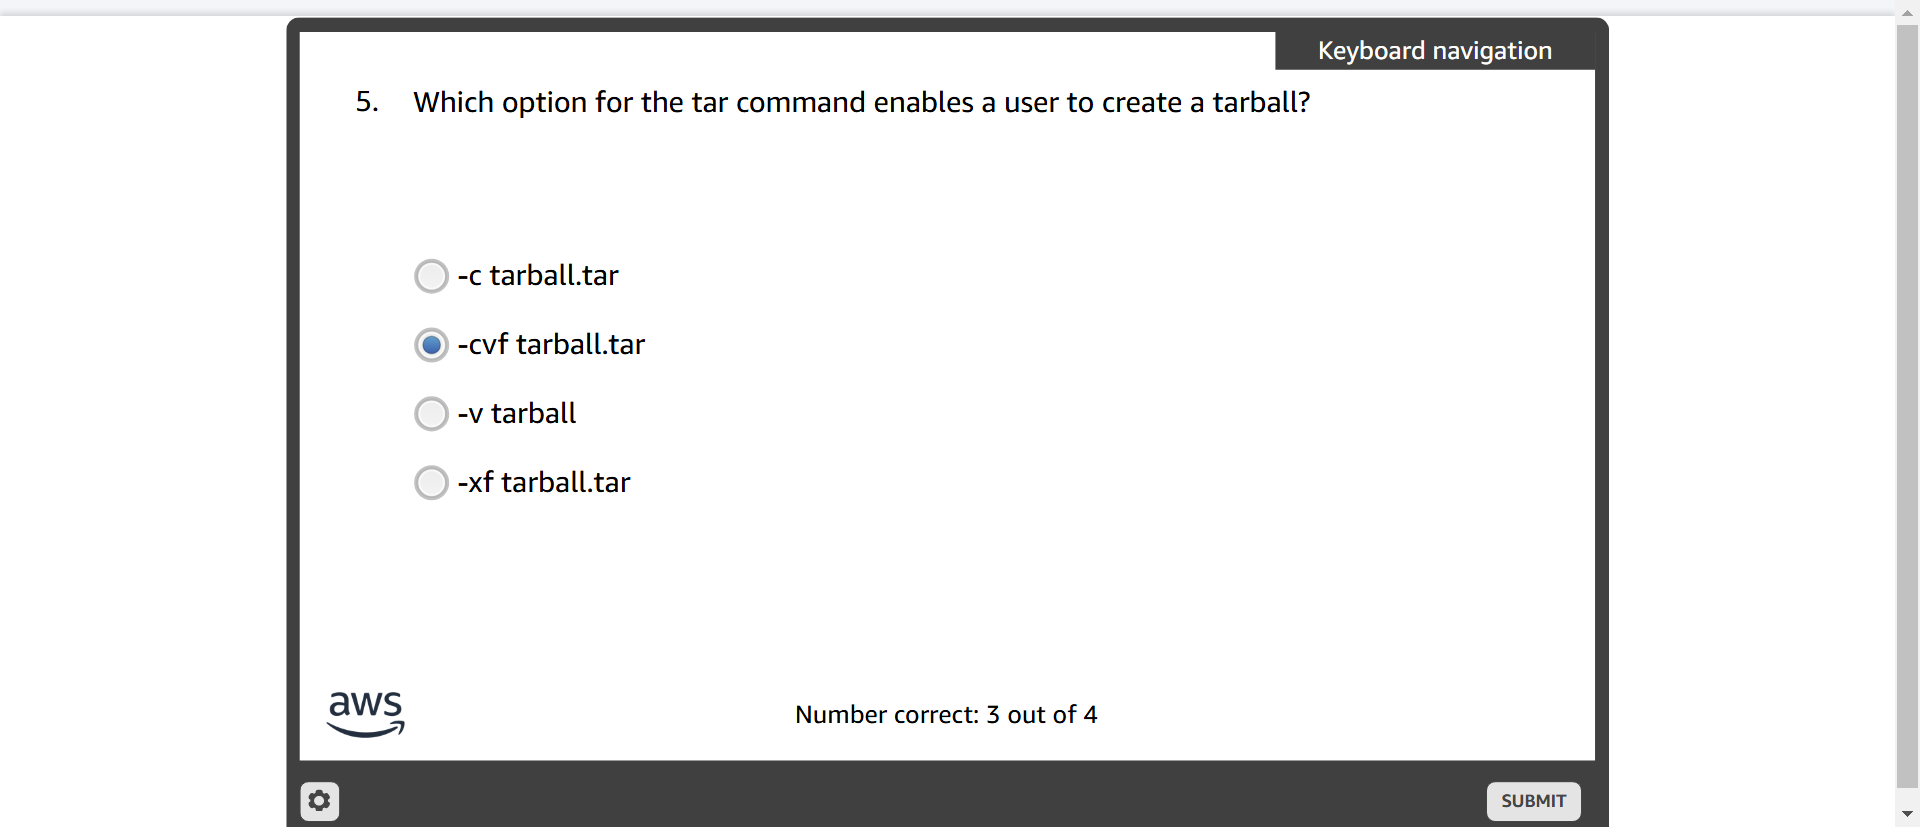 Keyboard navigation
5. Which option for the tar command enables a user to create a tarball?
-c tarball.tar
-cvf tarball.tar
-v tarball
-xf tarball.tar
aws
Number correct: 3 out of 4
SUBMIT